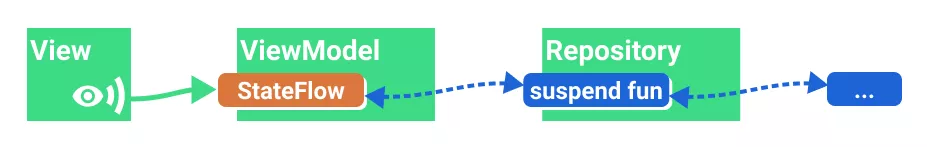 View
ViewModel
StateFlow
Repository
suspend fun
...